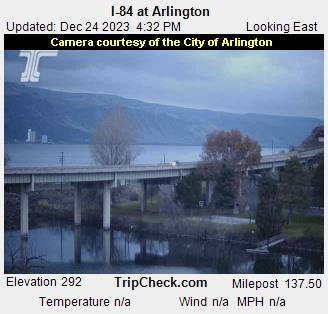 I-84 at Arlington
Updated: Dec 24 2023 4:32 PM Looking East
Camera courtesy of the City of Arlington
Elevation 292 TripCheck.com Milepost 137.50
Temperature n/a Wind n/a MPH n/a